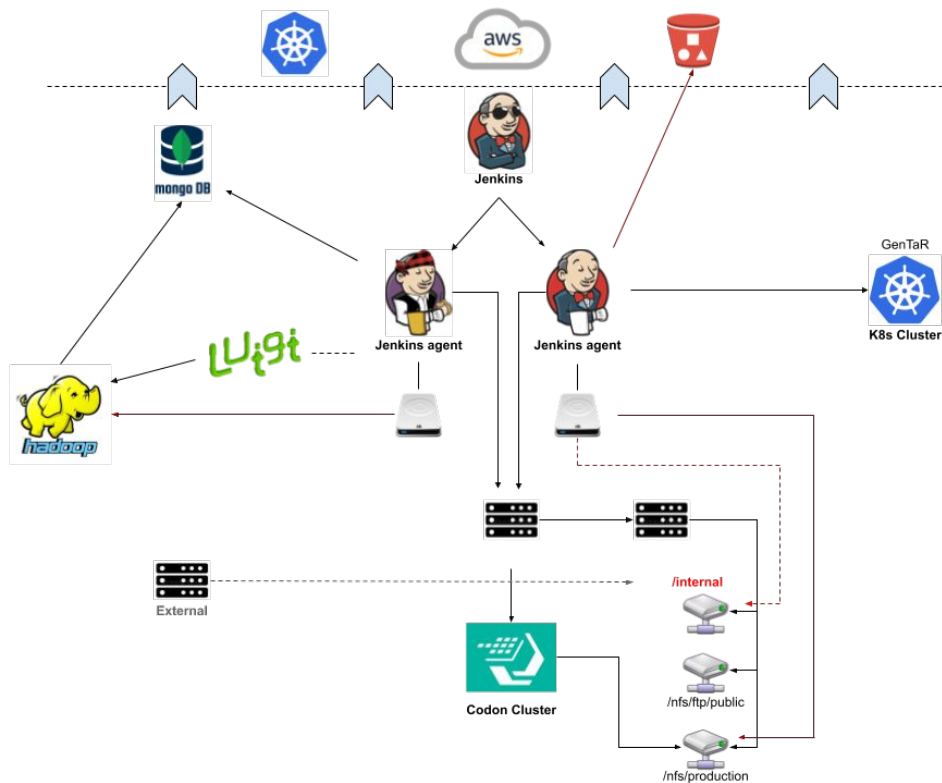 aws
Jenkins
mongo DB
GenTaR
K8s Cluster
Jenkins agent
Jenkins agent
Luigi
hadoop
/internal
External
/nfs/ftp/public
Codon Cluster
/nfs/production